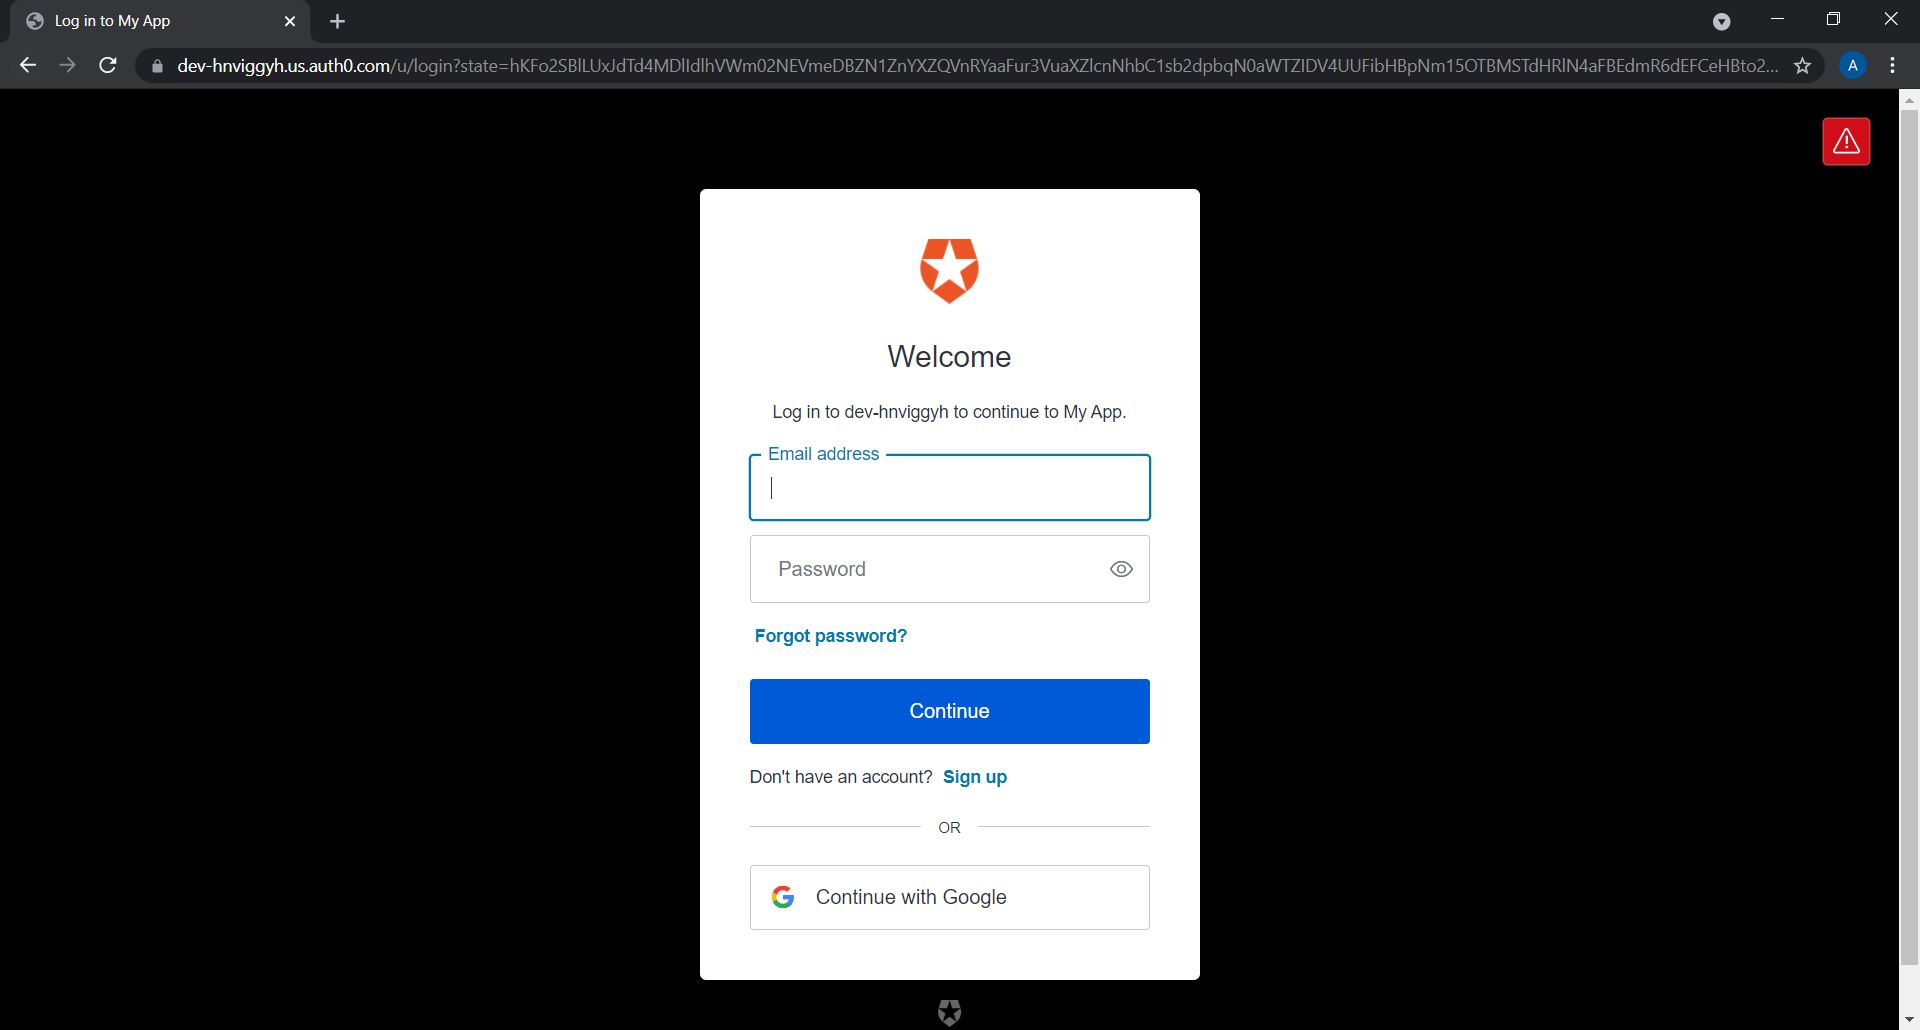 Log in to My App
dev-hnviggyh.us.auth0.com/u/login?state=
A
Welcome
Log in to dev-hnviggyh to continue to My App.
Email address
Password
Forgot password?
Continue
Don't have an account? Sign up
OR
Continue with Google